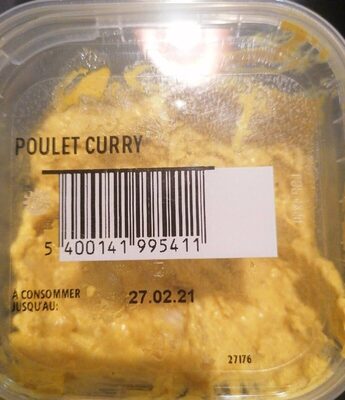 POULET CURRY
5 400141 995411
À CONSOMMER
JUSQU'AU:
27.02.21
27176